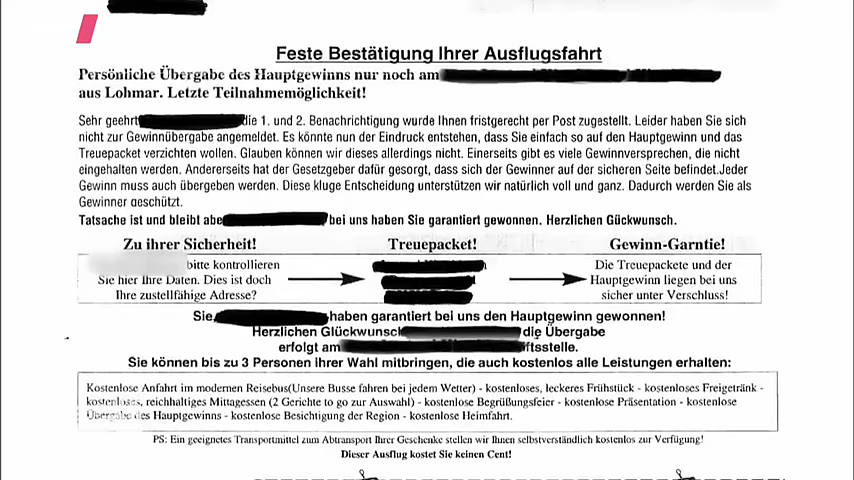 Feste Bestätigung Ihrer Ausflugsfahrt
Persönliche Übergabe des Hauptgewinns nur noch am
aus Lohmar. Letzte Teilnahmemöglichkeit!
Sehr geehrt die 1. und 2. Benachrichtigung wurde Ihnen fristgerecht per Post zugestellt. Leider haben Sie sich
nicht zur Gewinnübergabe angemeldet. Es könnte nun der Eindruck entstehen, dass Sie einfach so auf den Hauptgewinn und das
Treuepacket verzichten wollen. Glauben können wir dieses allerdings nicht. Einerseits gibt es viele Gewinnversprechen, die nicht
eingehalten werden. Andererseits hat der Gesetzgeber dafür gesorgt, dass sich der Gewinner auf der sicheren Seite befindet.Jeder
Gewinn muss auch übergeben werden. Diese kluge Entscheidung unterstützen wir natürlich voll und ganz. Dadurch werden Sie als
Gewinner geschützt.
Tatsache ist und bleibt abe bei uns haben Sie garantiert gewonnen. Herzlichen Glückwunsch.
Zu ihrer Sicherheit! Treuepacket! Gewinn-Garntie!
bitte kontrollieren
Sie hier Ihre Daten. Dies ist doch
Ihre zustellfähige Adresse?
Die Treuepackete und der
Hauptgewinn liegen bei uns
sicher unter Verschluss!
Sie, haben garantiert bei uns den Hauptgewinn gewonnen!
Herzlichen Glückwunsc die Übergabe
erfolgt am ftsstelle.
Sie können bis zu 3 Personen ihrer Wahl mitbringen, die auch kostenlos alle Leistungen erhalten:
Kostenlose Anfahrt im modernen Reisebus(Unsere Busse fahren bei jedem Wetter) - kostenloses, leckeres Frühstück - kostenloses Freigetränk -
kostenloses, reichhaltiges Mittagessen (2 Gerichte to go zur Auswahl) - kostenlose Begrüßungsfeier - kostenlose Präsentation - kostenlose
Übergabe des Hauptgewinns - kostenlose Besichtigung der Region - kostenlose Heimfahrt.
PS: Ein geeignetes Transportmittel zum Abtransport Ihrer Geschenke stellen wir Ihnen selbstverständlich kostenlos zur Verfügung!
Dieser Ausflug kostet Sie keinen Cent!